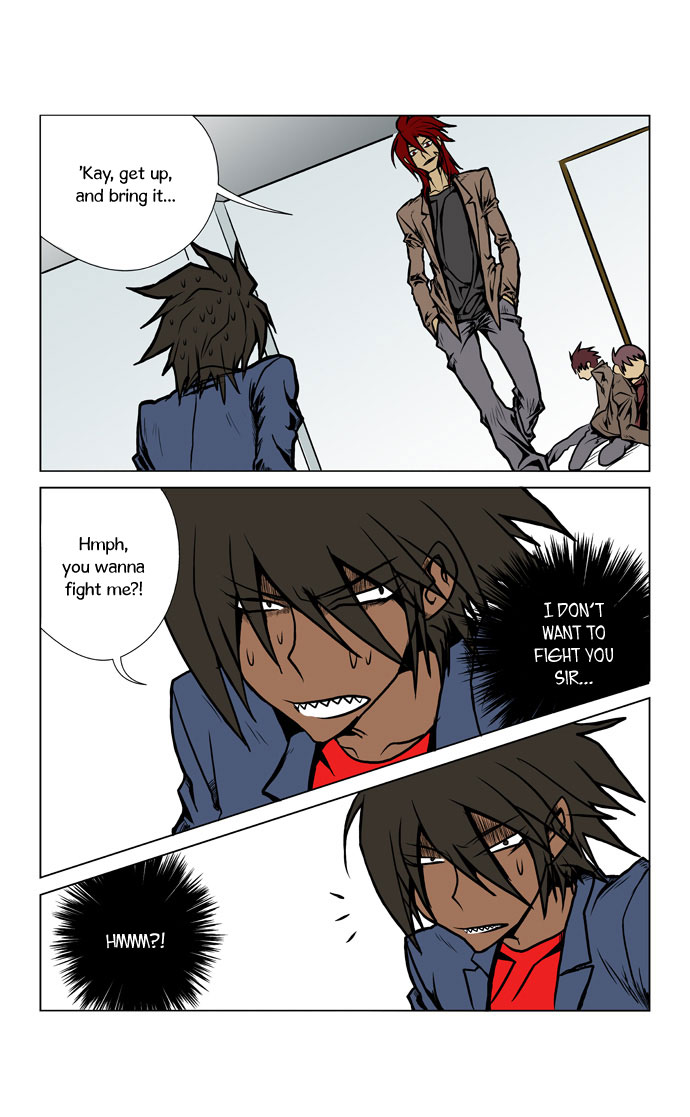 'Kay, get up,
and bring it...
Hmph,
you wanna
fight me?!
I DON'T
WANT TO
FIGHT YOU
SIR...
HMMM?!